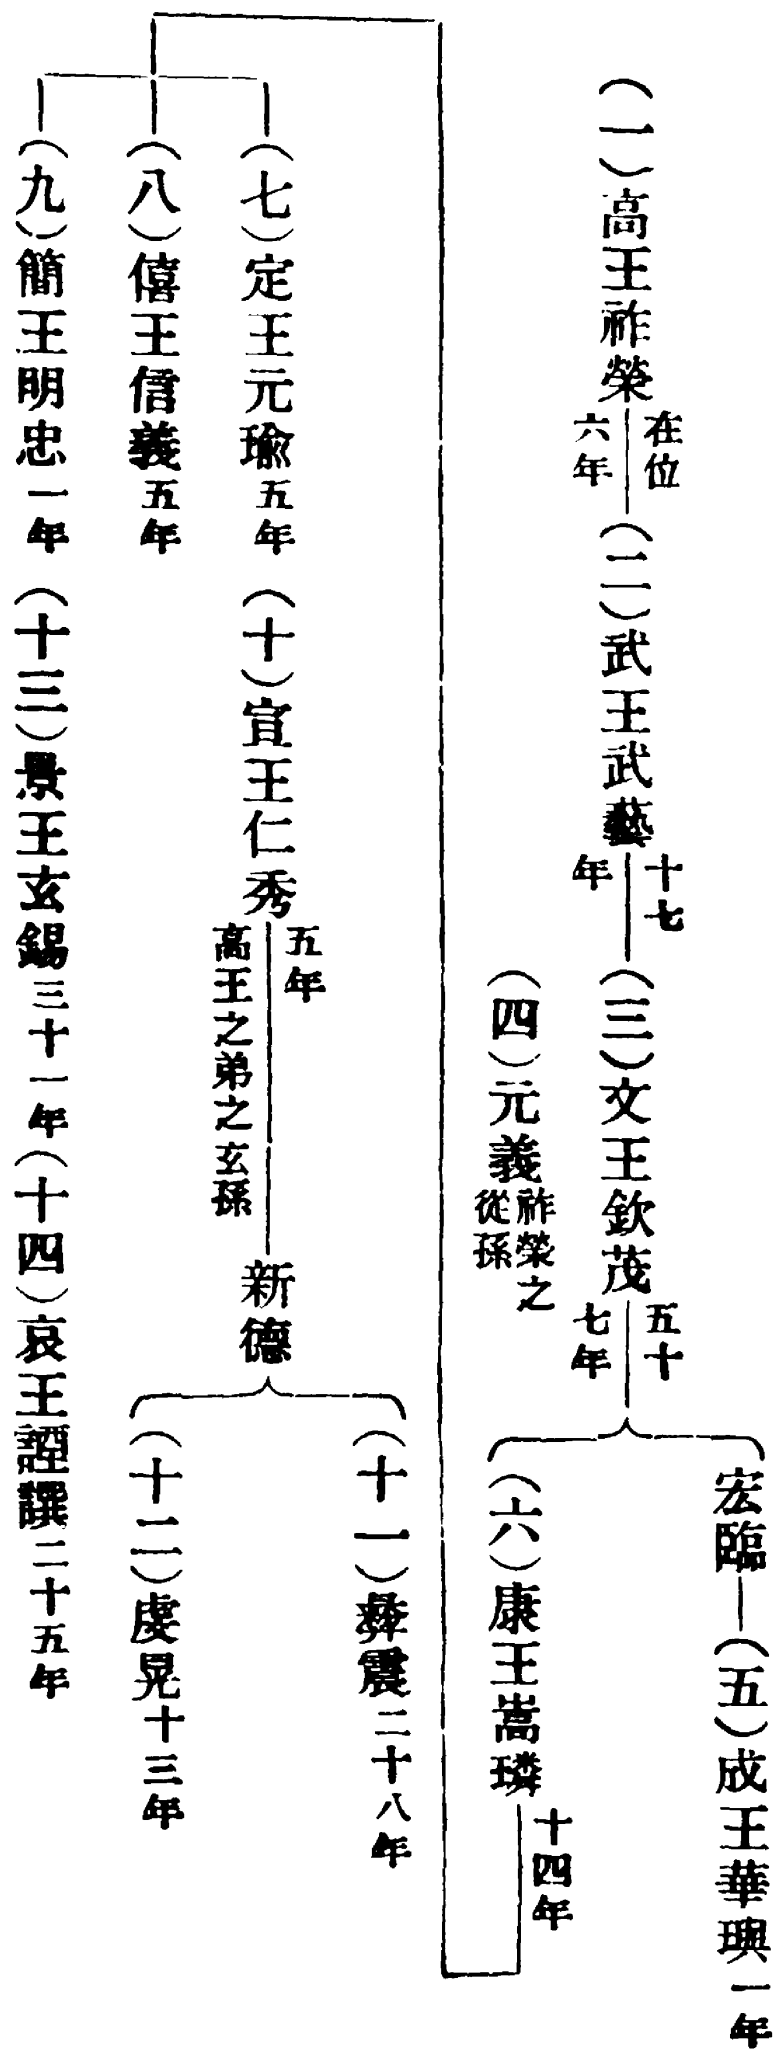 宏臨(五)成王華璵一年
(一)高王祚榮在位六年(二)武王武藝十七年(三)文王欽茂五十七年
(四)元義祚榮之從孫
(六)康王嵩璘十四年
(七)定王元瑜五年
(八)僖王信義五年
(九)簡王明忠一年
(十)宣王仁秀五年高王之弟之玄孫
新德
(十一)彝震二十八年
(十二)虔晃十三年
(十三)景王玄錫三十一年(十四)哀王諲譔二十五年